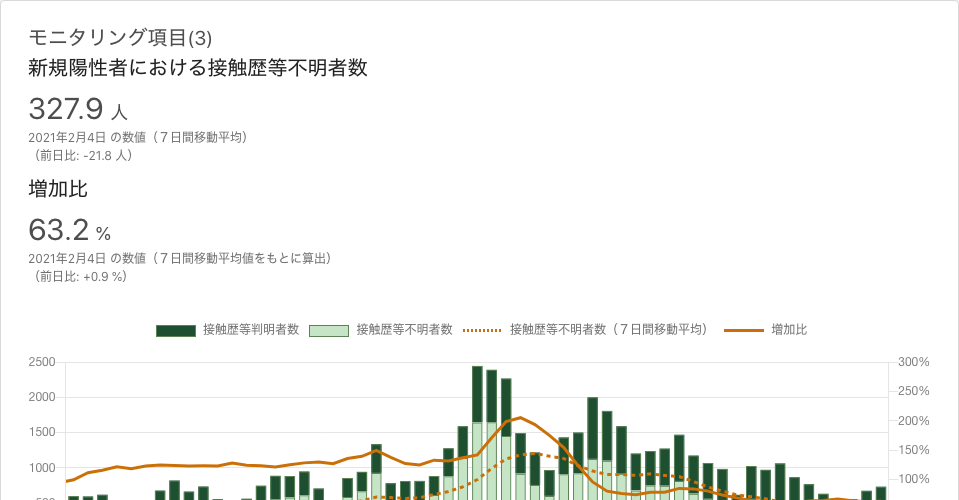 モニタリング項目(3)
新規陽性者における接触歴等不明者数
327.9 人
2021年2月4日 の数値（７日間移動平均）
（前日比: -21.8 人）
増加比
63.2 %
2021年2月4日 の数値（７日間移動平均値をもとに算出）
（前日比: +0.9 %）
接触歴等判明者数 接触歴等不明者数 接触歴等不明者数（７日間移動平均） 増加比
2500 300%
250%
2000
200%
1500
150%
1000
100%